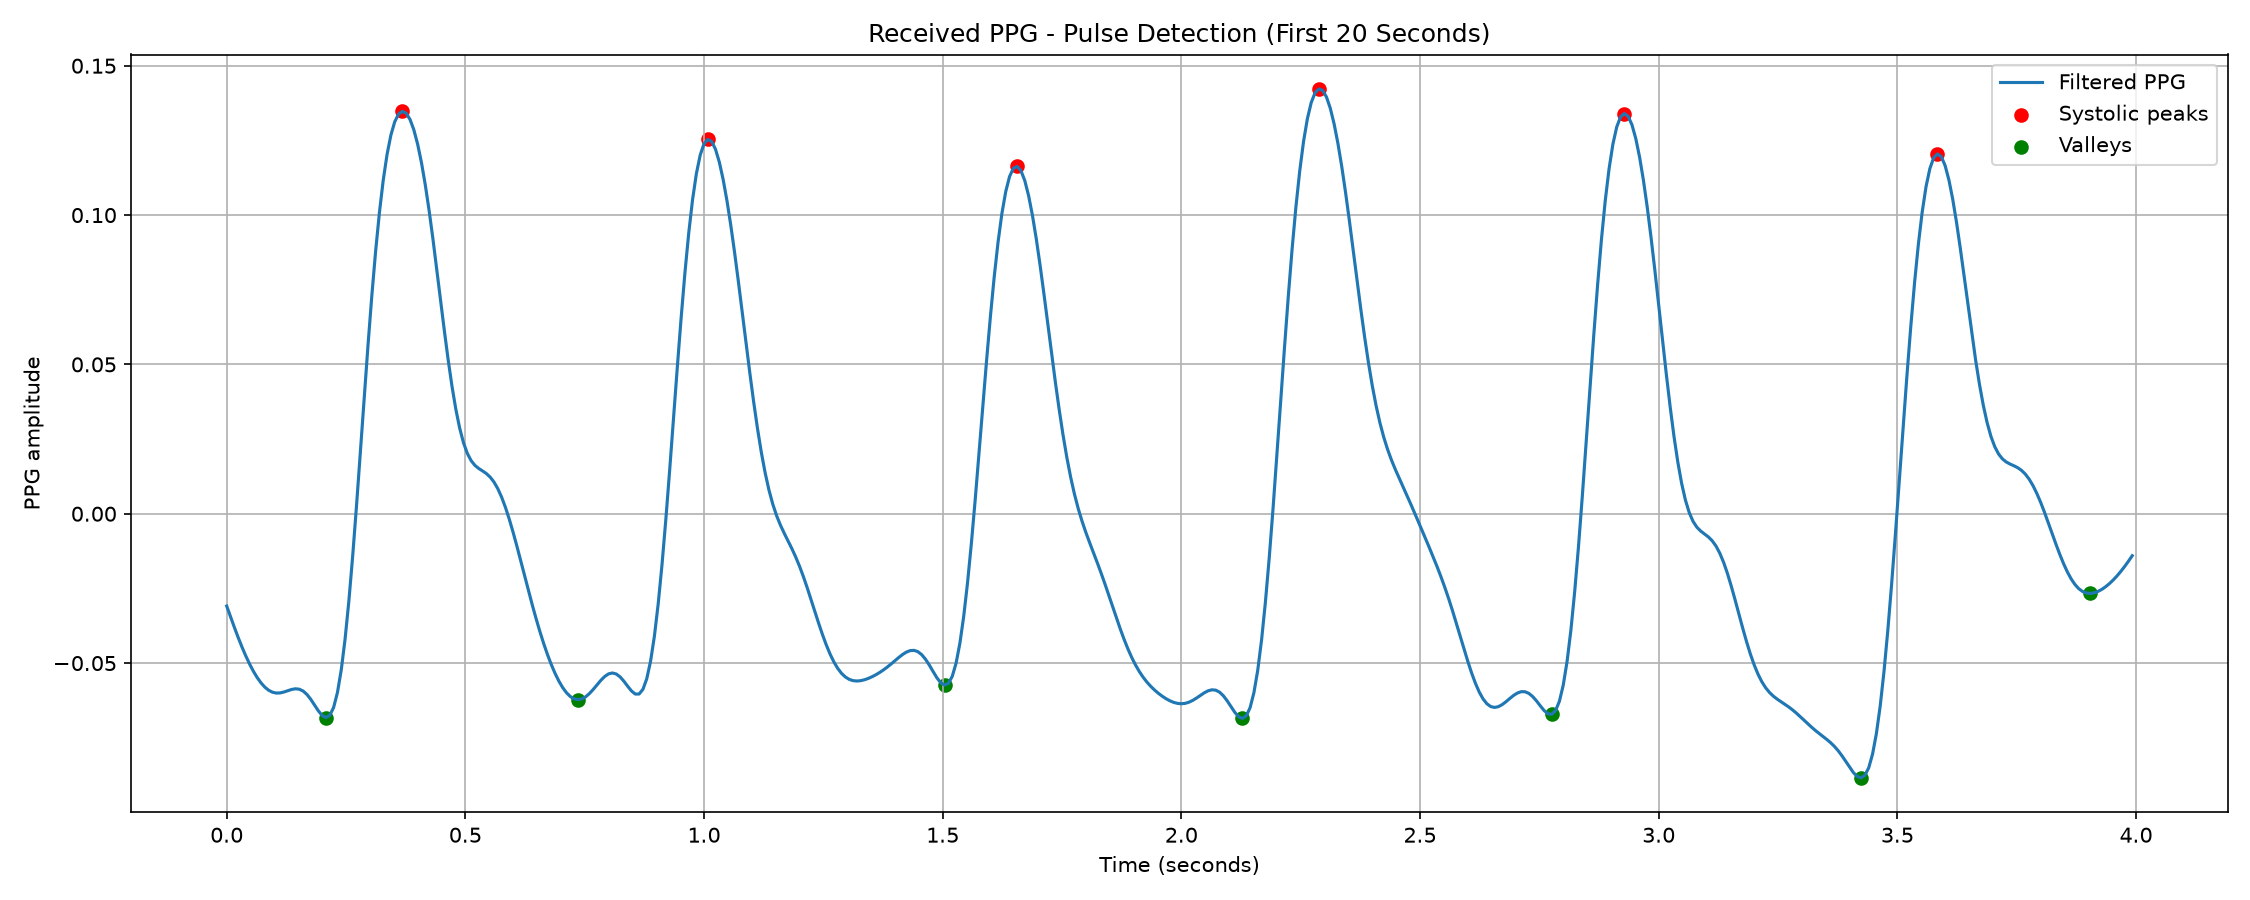 Received PPG - Pulse Detection (First 20 Seconds)
0.15
0.10
0.05
0.00
−0.05
PPG amplitude
Filtered PPG
Systolic peaks
Valleys
0.0 0.5 1.0 1.5 2.0 2.5 3.0 3.5 4.0
Time (seconds)